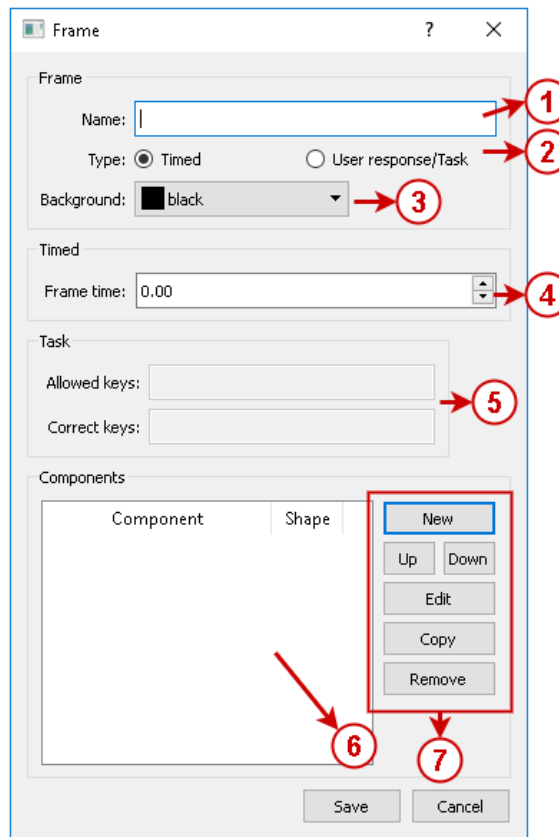 Frame ? ×
Frame
Name: 1
Type: Timed User response/Task 2
Background: black 3
Timed
Frame time: 0.00 4
Task
Allowed keys:
5
Correct keys:
Components
Component Shape New
Up Down
Edit
Copy
Remove
6 7
Save Cancel